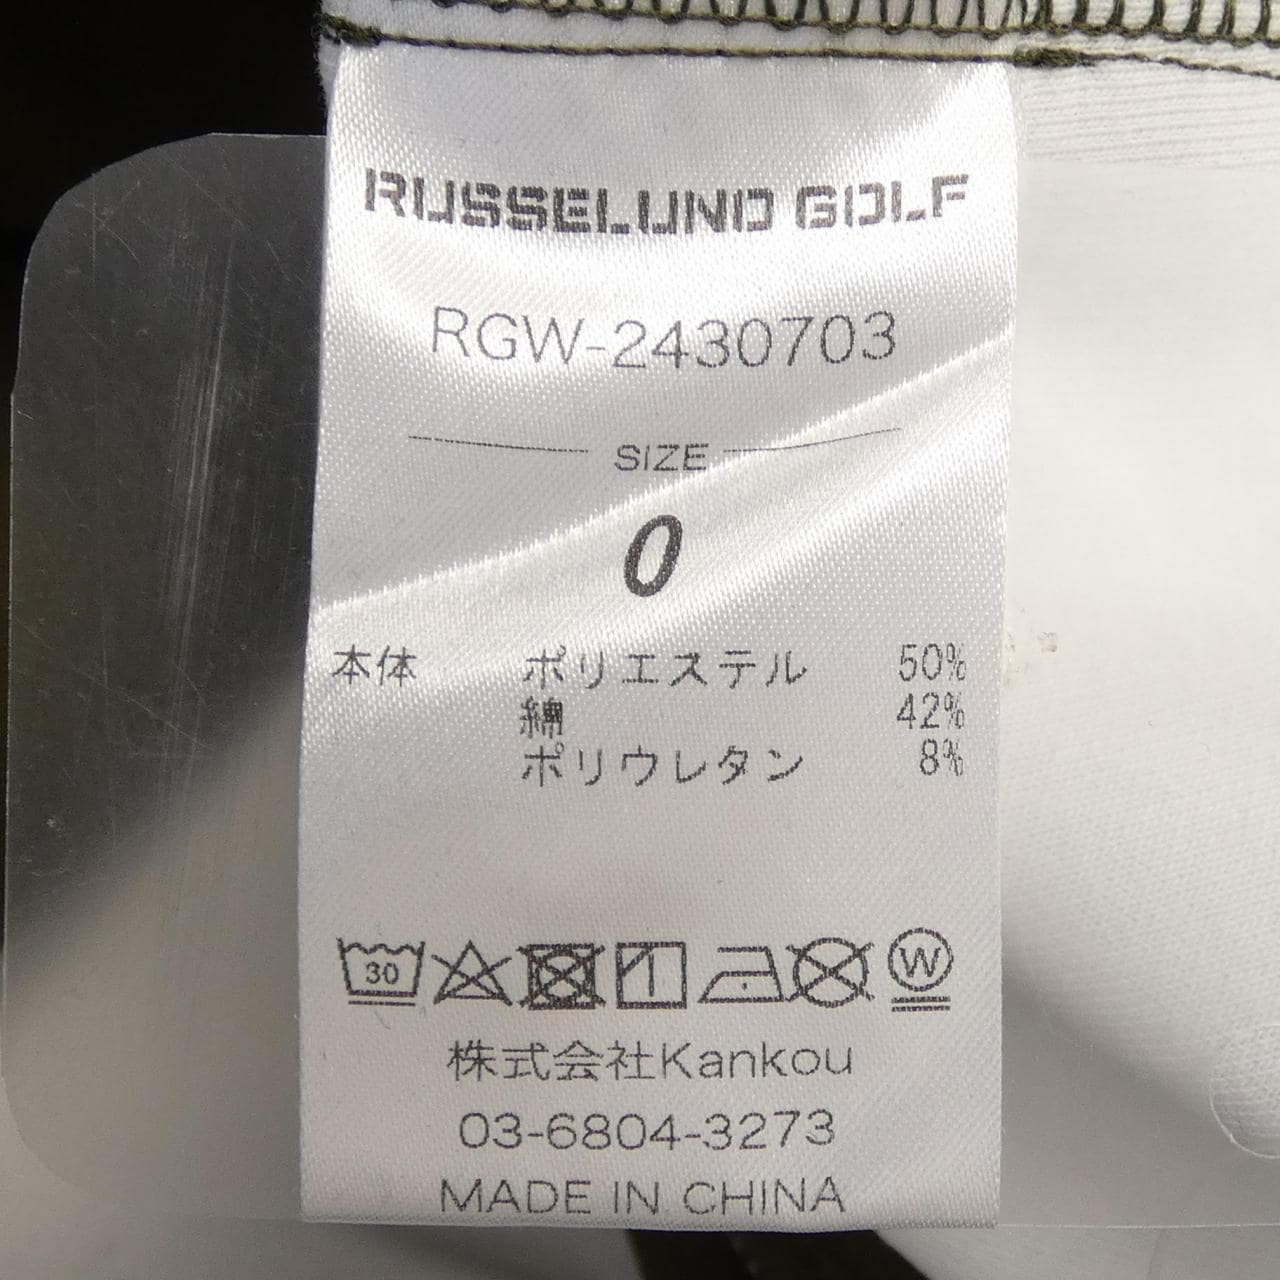 RUSSELUNO GOLF
RGW-2430703
SIZE
0
本体 ポリエステル 50%
綿 42%
ポリウレタン 8%
30
W
株式会社Kankou
03-6804-3273
MADE IN CHINA